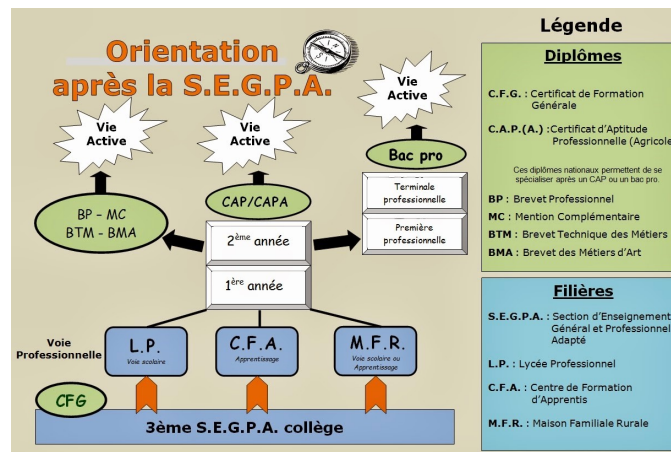 Orientation
après la S.E.G.P.A.
Vie
Active
Vie
Active
Vie
Active
Bac pro
Terminale
professionnelle
Première
professionnelle
CAP/CAPA
BP - MC
BTM - BMA
2ème année
1ère année
Voie
Professionnelle
L.P.
Voie scolaire
C.F.A.
Apprentissage
M.F.R.
Voie scolaire ou
Apprentissage
CFG
3ème S.E.G.P.A. collège
Légende
Diplômes
C.F.G. : Certificat de Formation
Générale
C.A.P.(A.) :Certificat d'Aptitude
Professionnelle (Agricole
Ces diplômes nationaux permettent de se
spécialiser après un CAP ou un bac pro.
BP : Brevet Professionnel
MC : Mention Complémentaire
BTM : Brevet Technique des Métiers
BMA : Brevet des Métiers d'Art
Filières
S.E.G.P.A. : Section d'Enseignement
Général et Professionnel
Adapté
L.P. : Lycée Professionnel
C.F.A. : Centre de Formation
d'Apprentis
M.F.R. : Maison Familiale Rurale